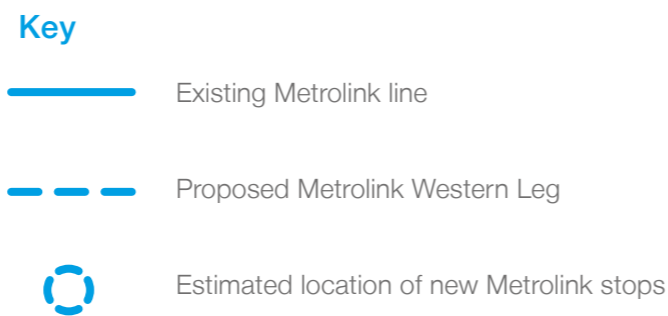 Key
Existing Metrolink line
Proposed Metrolink Western Leg
Estimated location of new Metrolink stops